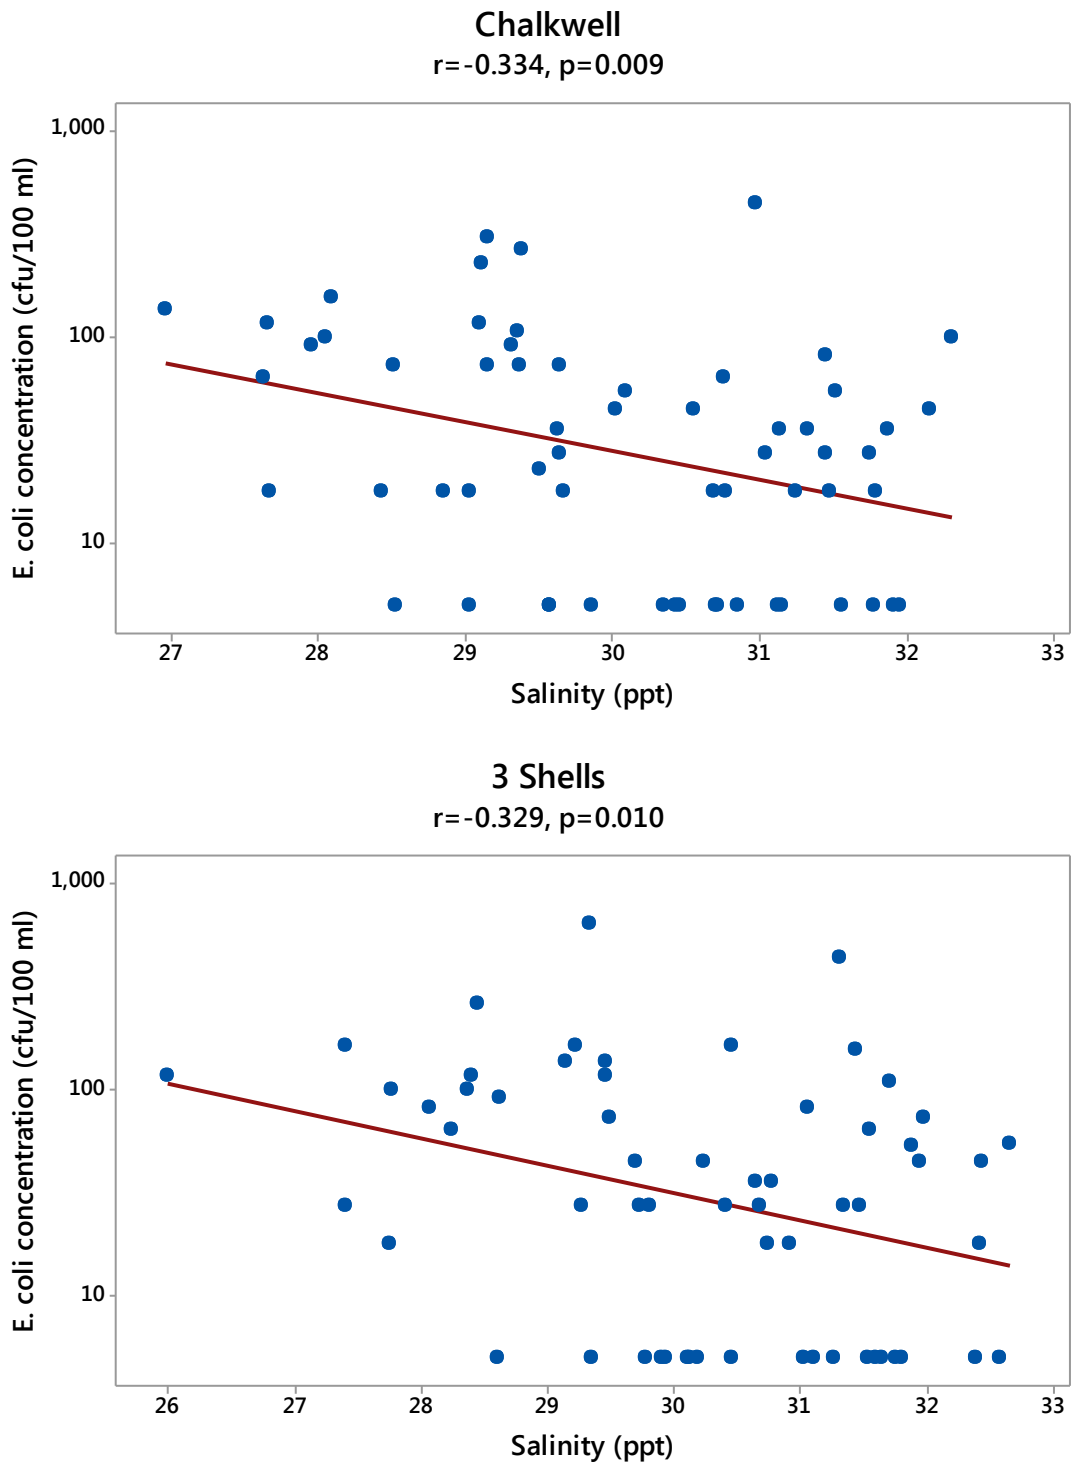 Chalkwell
r=-0.334, p=0.009
E. coli concentration (cfu/100 ml)
1,000
100
10
27 28 29 30 31 32 33
Salinity (ppt)
3 Shells
r=-0.329, p=0.010
E. coli concentration (cfu/100 ml)
1,000
100
10
26 27 28 29 30 31 32 33
Salinity (ppt)